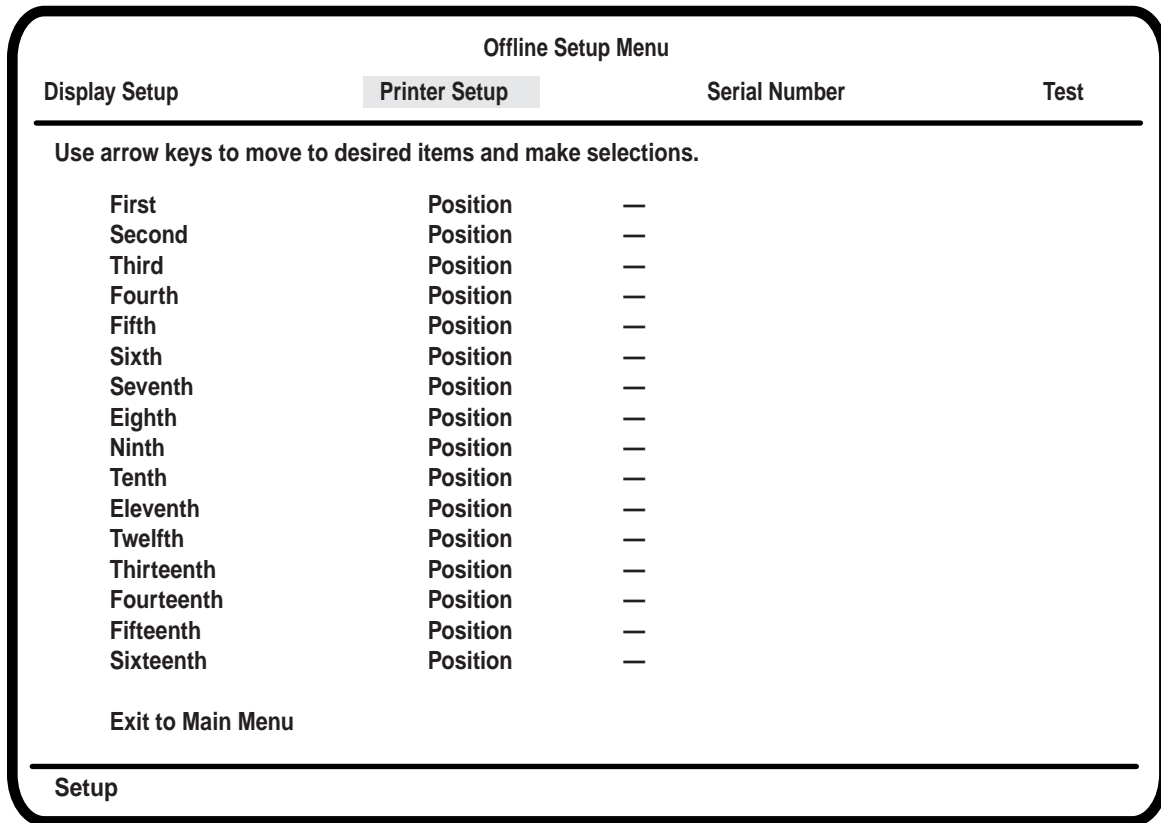 Offline Setup Menu
Display Setup Printer Setup Serial Number Test
Use arrow keys to move to desired items and make selections.
First Position —
Second Position —
Third Position —
Fourth Position —
Fifth Position —
Sixth Position —
Seventh Position —
Eighth Position —
Ninth Position —
Tenth Position —
Eleventh Position —
Twelfth Position —
Thirteenth Position —
Fourteenth Position —
Fifteenth Position —
Sixteenth Position —
Exit to Main Menu
Setup